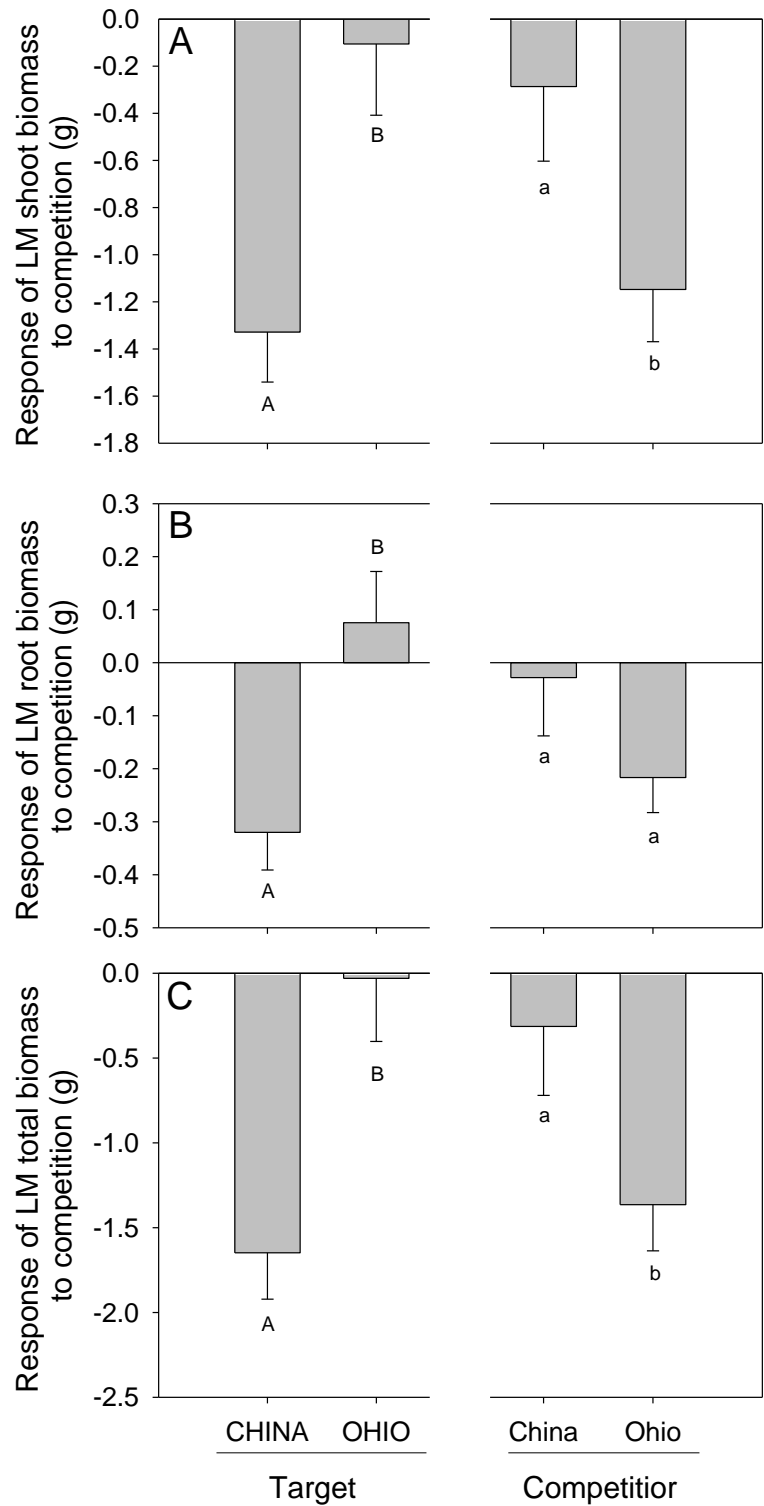 A
Response of LM shoot biomass
to competition (g)
0.0
-0.2
-0.4
-0.6
-0.8
-1.0
-1.2
-1.4
-1.6
-1.8
A
B
a
b
B
Response of LM root biomass
to competition (g)
0.3
0.2
0.1
0.0
-0.1
-0.2
-0.3
-0.4
-0.5
A
B
a
a
C
Response of LM total biomass
to competition (g)
0.0
-0.5
-1.0
-1.5
-2.0
-2.5
A
B
a
b
CHINA OHIO China Ohio
Target Competitior